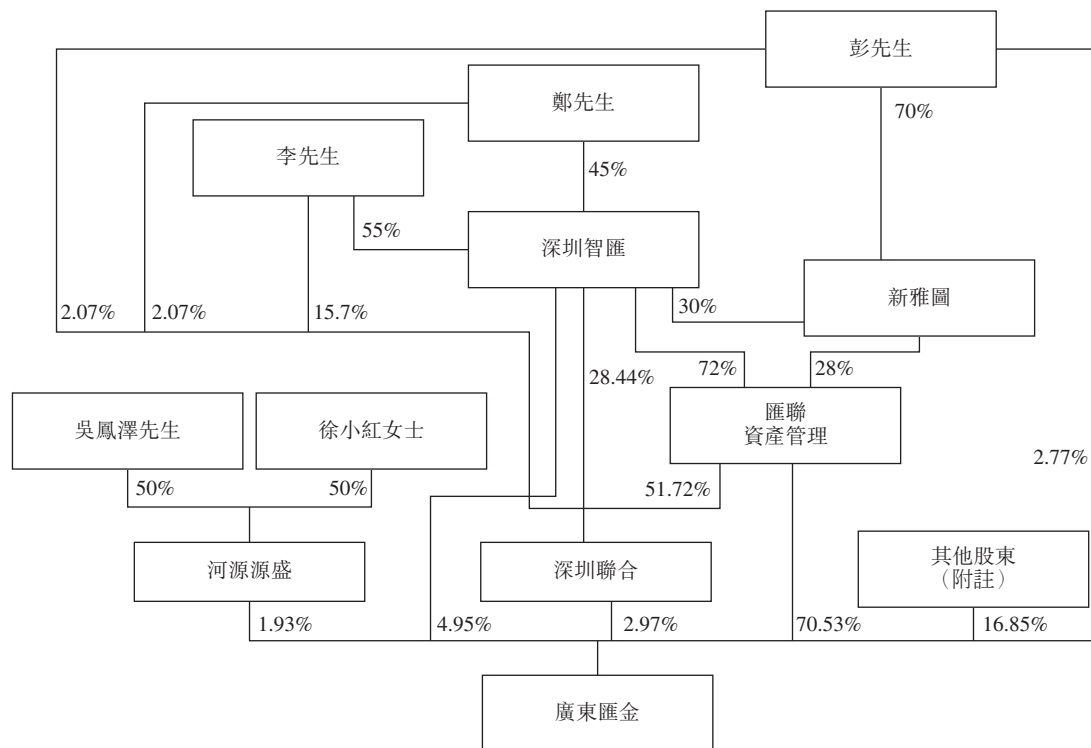 彭先生
鄭先生
70%
李先生
45%
55%
深圳智匯
新雅圖
2.07%
2.07%
15.7%
30%
28.44%
72%
28%
匯聯
資產管理
吳鳳澤先生
徐小紅女士
2.77%
50%
50%
51.72%
河源源盛
深圳聯合
其他股東
（附註）
1.93%
4.95%
2.97%
70.53%
16.85%
廣東匯金